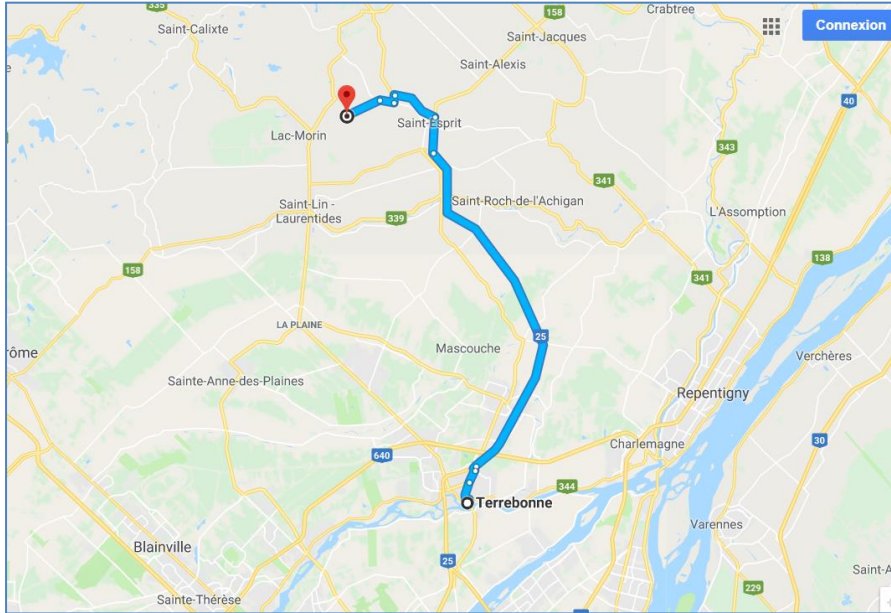 335
Saint-Calixte
158
Crabtree
Connexion
Saint-Jacques
Saint-Alexis
40
Lac-Morin
Saint-Esprit
343
341
Saint-Lin -
Laurentides
339
Saint-Roch-de-l'Achigan
L'Assomption
158
341
138
LA PLAINE
25
Mascouche
rôme
Verchères
Sainte-Anne-des-Plaines
Repentigny
30
Charlemagne
640
344
Terrebonne
Varennes
Blainville
25
Saint-A
229
Sainte-Thérèse